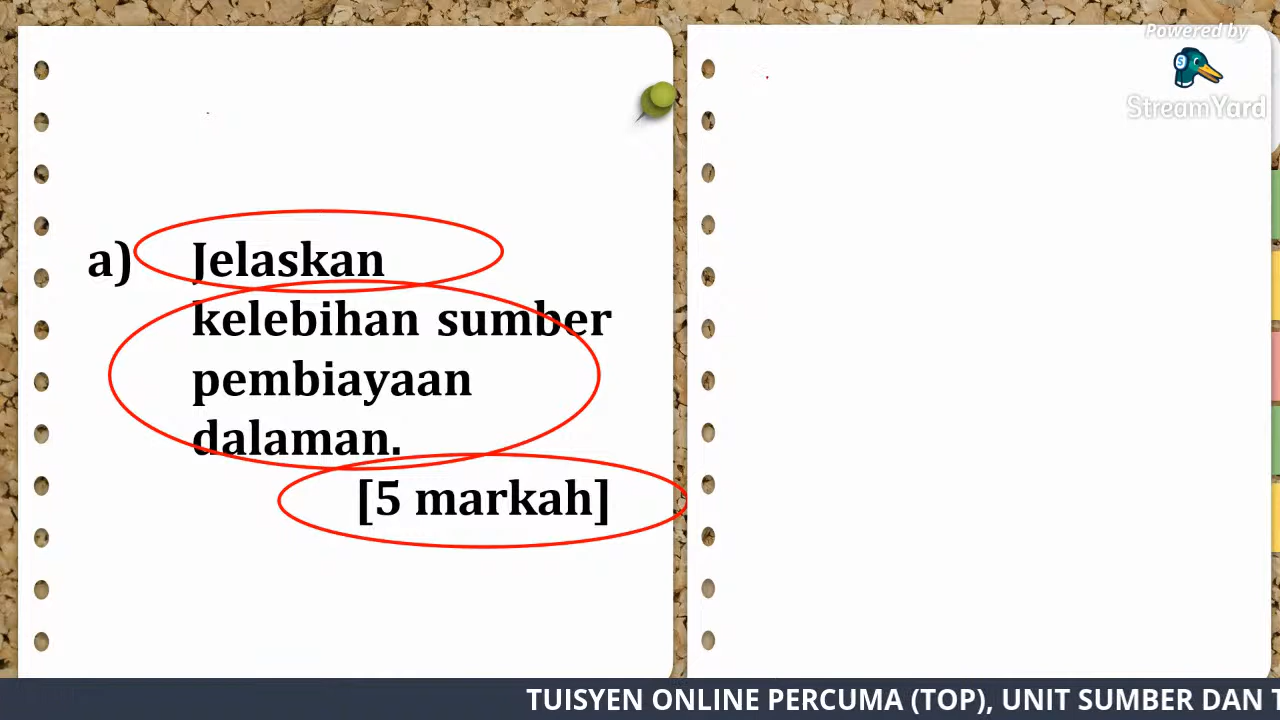 Powered by
StreamYard
a) Jelaskan
kelebihan sumber
pembiayaan
dalaman.
[5 markah]
TUISYEN ONLINE PERCUMA (TOP), UNIT SUMBER DAN